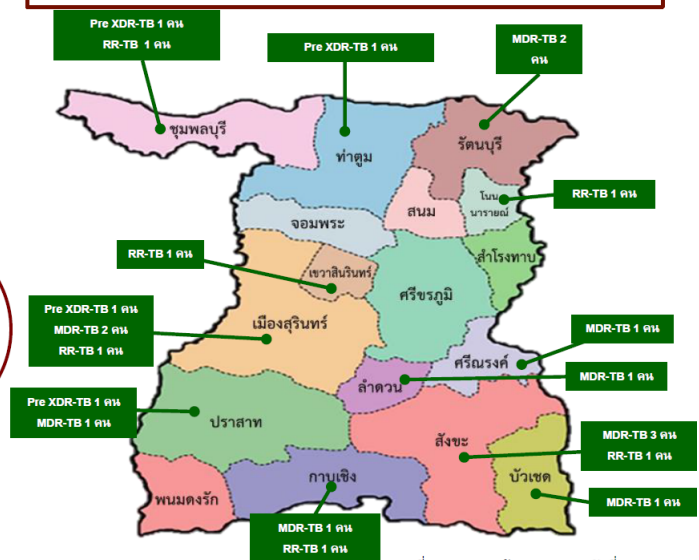 Pre XDR-TB 1 คน
RR-TB 1 คน
Pre XDR-TB 1 คน
MDR-TB 2
คน
ชุมพลบุรี
ท่าตูม
รัตนบุรี
สนม
โนน
นารายณ์
RR-TB 1 คน
จอมพระ
RR-TB 1 คน
เขวาสินรินทร์
สำโรงทาบ
ศรีขรภูมิ
Pre XDR-TB 1 คน
MDR-TB 2 คน
RR-TB 1 คน
เมืองสุรินทร์
MDR-TB 1 คน
ศรีณรงค์
MDR-TB 1 คน
ลำดวน
Pre XDR-TB 1 คน
MDR-TB 1 คน
ปราสาท
สังขะ
MDR-TB 3 คน
RR-TB 1 คน
กาบเชิง
บัวเชด
พนมดงรัก
MDR-TB 1 คน
MDR-TB 1 คน
RR-TB 1 คน